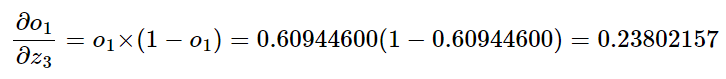 ∂o₁/∂z₃ = o₁×(1 − o₁) = 0.60944600(1 − 0.60944600) = 0.23802157